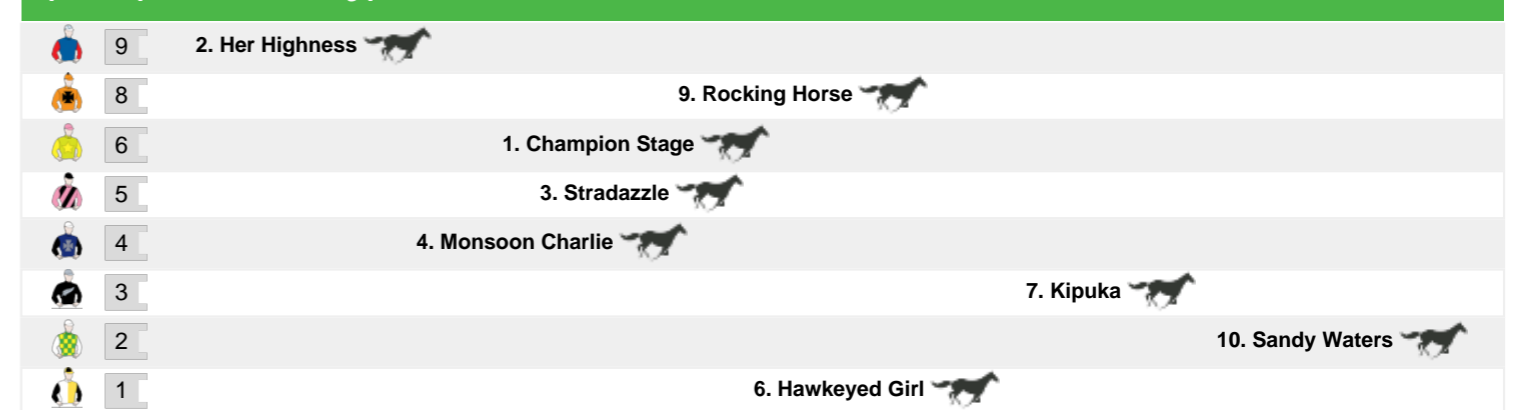 9 2. Her Highness
8 9. Rocking Horse
6 1. Champion Stage
5 3. Stradazzle
4 4. Monsoon Charlie
3 7. Kipuka
2 10. Sandy Waters
1 6. Hawkeyed Girl